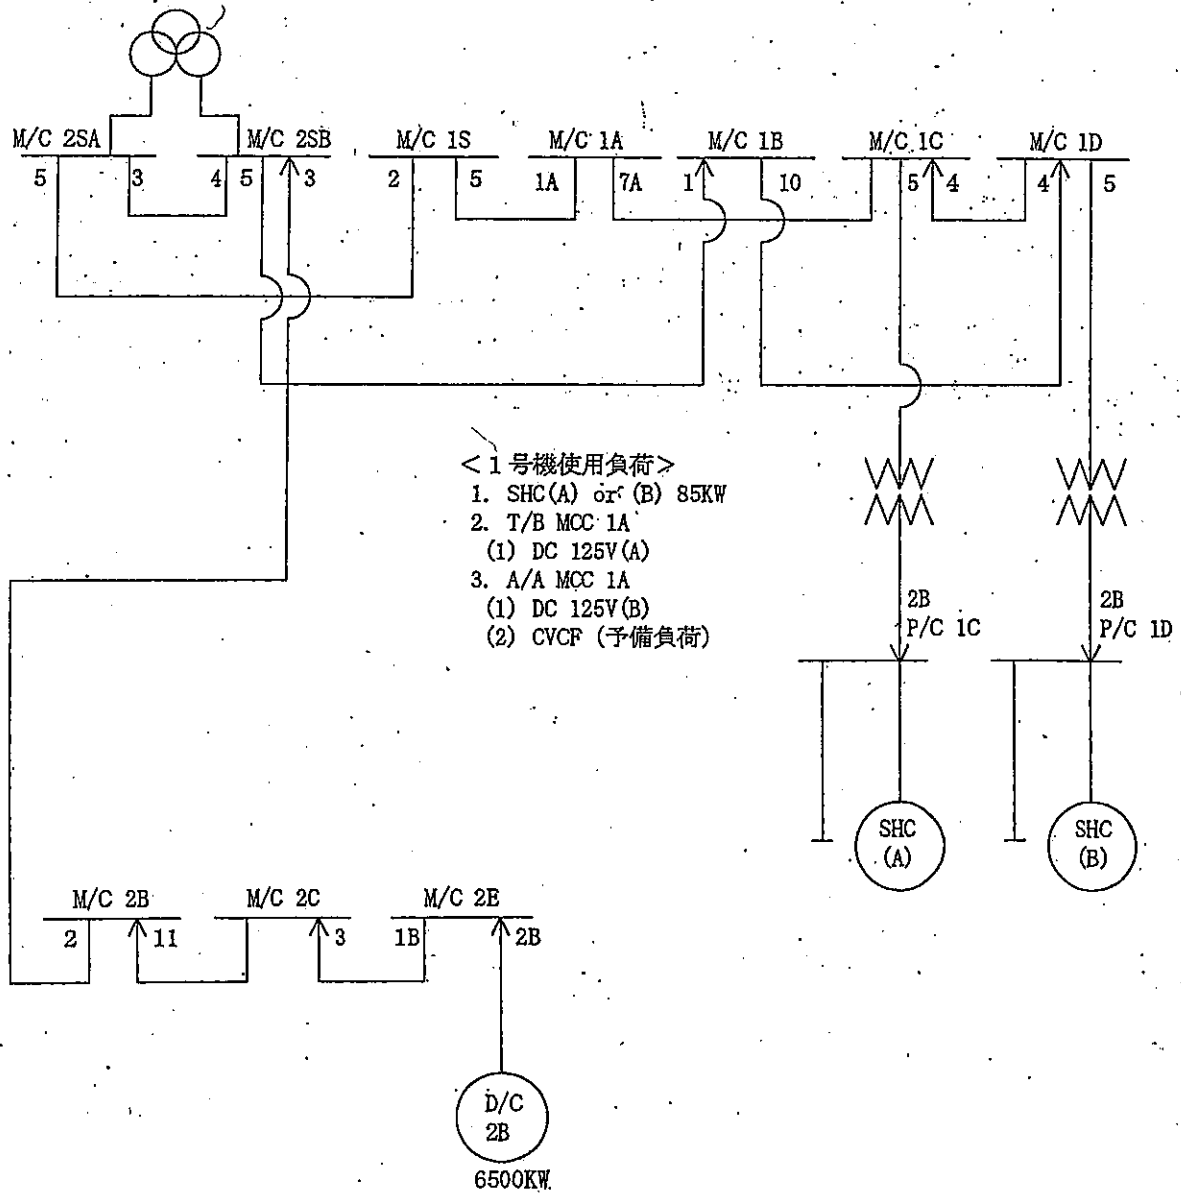 M/C 2SA
M/C 2SB
M/C 1S
M/C 1A
M/C 1B
M/C 1C
M/C 1D
5
3
4
5
3
2
5
1A
7A
1
10
5
4
4
5
<1号機使用負荷>
1. SHC(A) or (B) 85KW
2. T/B MCC 1A
(1) DC 125V(A)
3. A/A MCC 1A
(1) DC 125V(B)
(2) CVCF (予備負荷)
2B
P/C 1C
2B
P/C 1D
SHC
(A)
SHC
(B)
M/C 2B
M/C 2C
M/C 2E
2
11
3
1B
2B
D/C
2B
6500KW